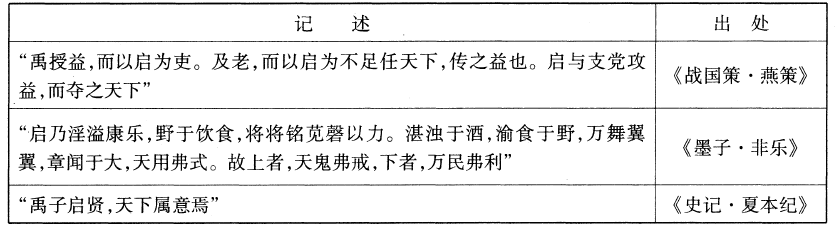 记 述 出 处
“禹授益,而以启为吏。及老,而以启为不足任天下,传之益也。启与支党攻
益,而夺之天下”
《战国策·燕策》
“启乃淫溢康乐,野于饮食,将将铭苋磬以力。湛浊于酒,渝食于野,万舞翼
翼,章闻于大,天用弗式。故上者,天鬼弗戒,下者,万民弗利”
《墨子·非乐》
“禹子启贤,天下属意焉”
《史记·夏本纪》